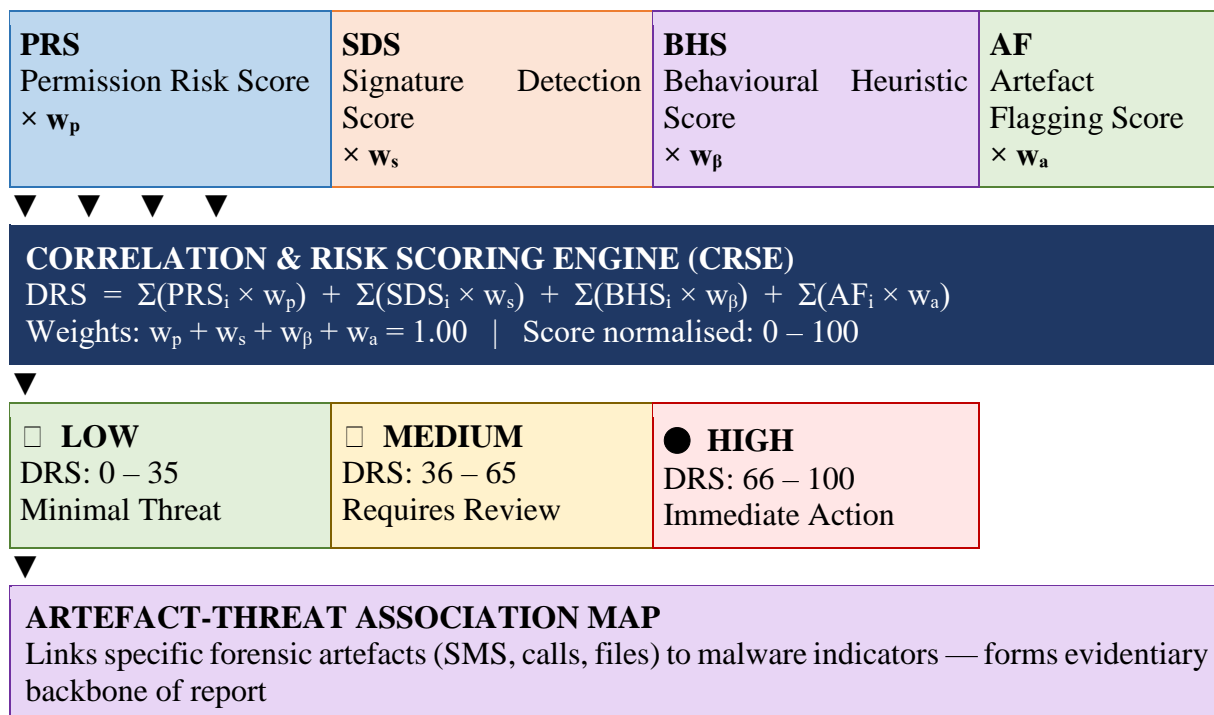 PRS
Permission Risk Score
× wₚ
SDS
Signature Detection
Score
× wₛ
BHS
Behavioural Heuristic
Score
× wᵦ
AF
Artefact
Flagging Score
× wₐ
▼ ▼ ▼ ▼
CORRELATION & RISK SCORING ENGINE (CRSE)
DRS = Σ(PRSᵢ × wₚ) + Σ(SDSᵢ × wₛ) + Σ(BHSᵢ × wᵦ) + Σ(AFᵢ × wₐ)
Weights: wₚ + wₛ + wᵦ + wₐ = 1.00 | Score normalised: 0 – 100
▼
□ LOW
DRS: 0 – 35
Minimal Threat
□ MEDIUM
DRS: 36 – 65
Requires Review
● HIGH
DRS: 66 – 100
Immediate Action
▼
ARTEFACT-THREAT ASSOCIATION MAP
Links specific forensic artefacts (SMS, calls, files) to malware indicators — forms evidentiary
backbone of report